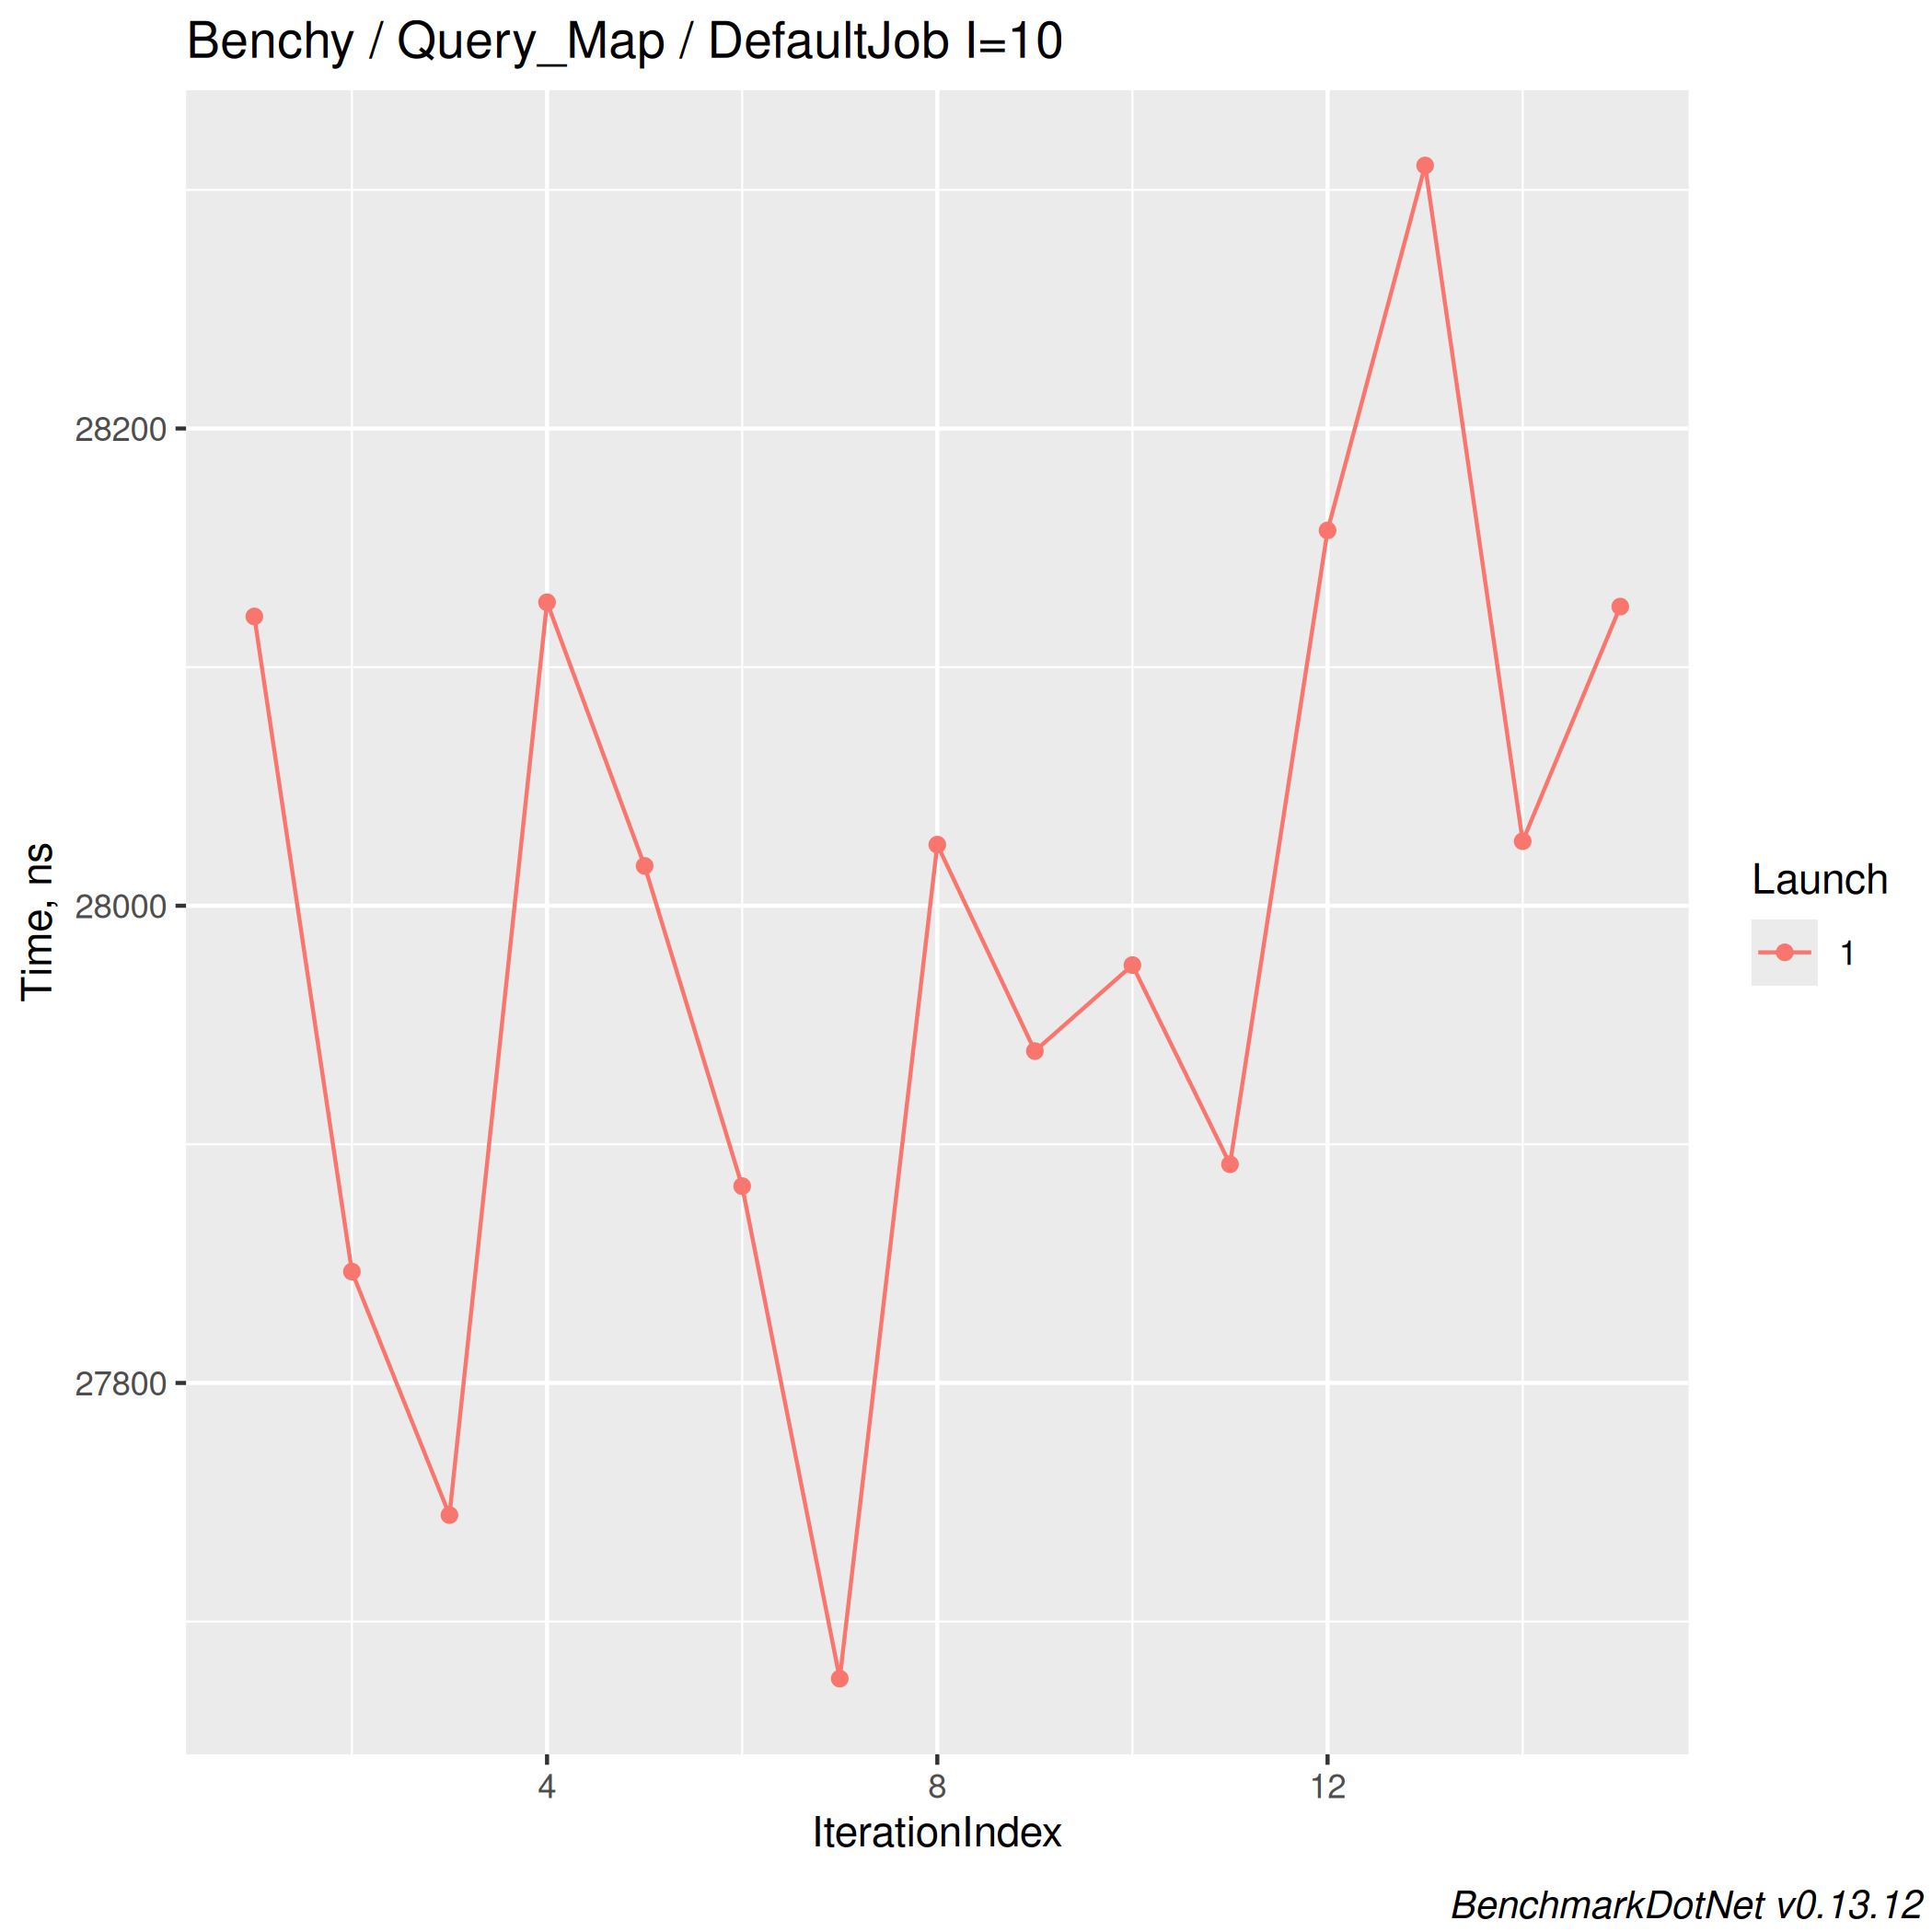 Benchy / Query_Map / DefaultJob I=10
28200
28000
27800
Time, ns
4
8
12
IterationIndex
Launch
1
BenchmarkDotNet v0.13.12